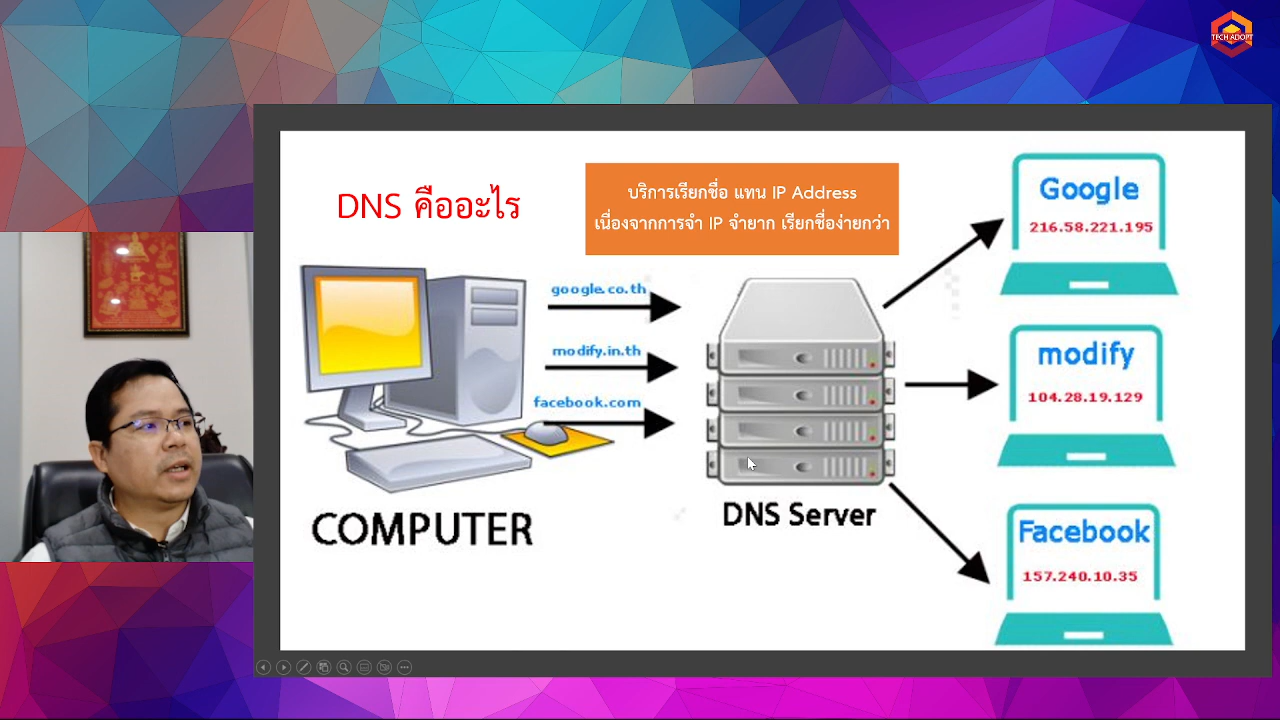 TECH ADOPT
DNS คืออะไร
บริการเรียกชื่อ แทน IP Address
เนื่องจากการจำ IP จำยาก เรียกชื่อง่ายกว่า
google.co.th
modify.in.th
facebook.com
COMPUTER
DNS Server
Google
216.58.221.195
modify
104.28.19.129
Facebook
157.240.10.35